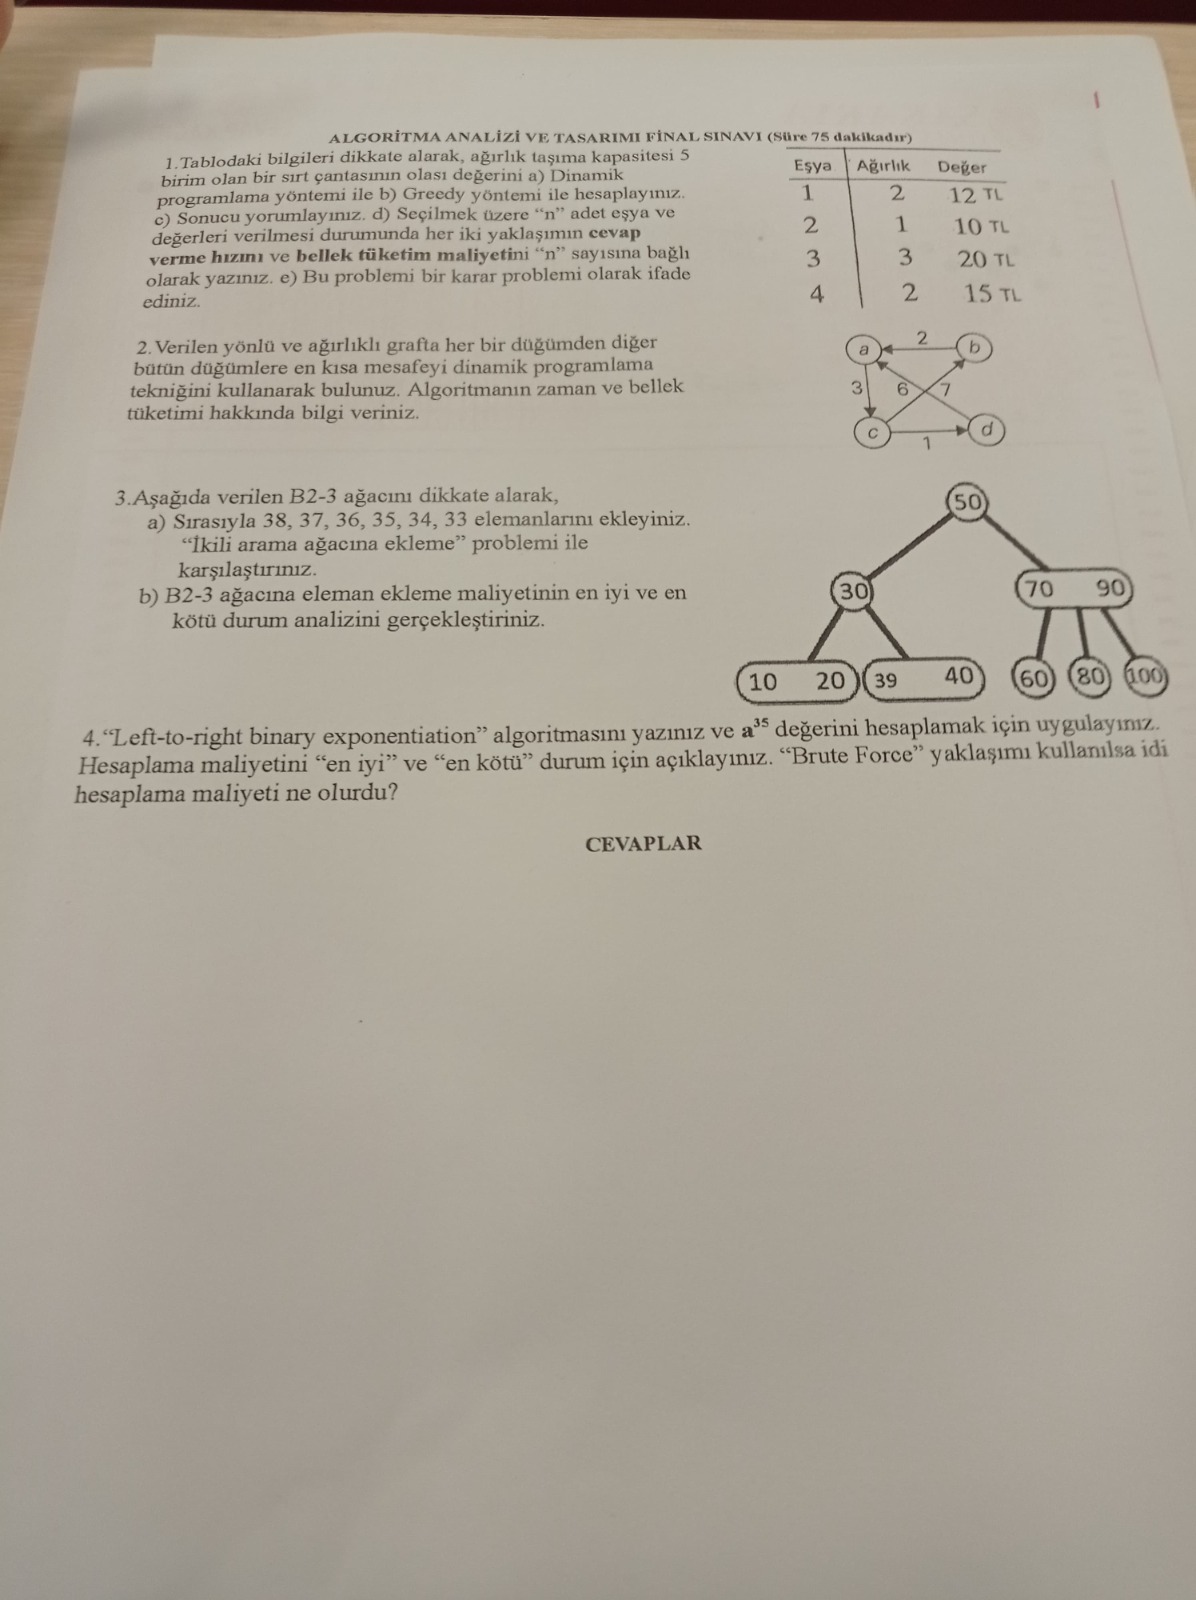 1
ALGORİTMA ANALİZİ VE TASARIMI FİNAL SINAVI (Süre 75 dakikadır)
1.Tablodaki bilgileri dikkate alarak, ağırlık taşıma kapasitesi 5
birim olan bir sırt çantasının olası değerini a) Dinamik
programlama yöntemi ile b) Greedy yöntemi ile hesaplayınız.
c) Sonucu yorumlayınız. d) Seçilmek üzere “n” adet eşya ve
değerleri verilmesi durumunda her iki yaklaşımın cevap
verme hızını ve bellek tüketim maliyetini “n” sayısına bağlı
olarak yazınız. e) Bu problemi bir karar problemi olarak ifade
ediniz.
Eşya Ağırlık Değer
1 2 12 TL
2 1 10 TL
3 3 20 TL
4 2 15 TL
2. Verilen yönlü ve ağırlıklı grafta her bir düğümden diğer
bütün düğümlere en kısa mesafeyi dinamik programlama
tekniğini kullanarak bulunuz. Algoritmanın zaman ve bellek
tüketimi hakkında bilgi veriniz.
a 2 b
3 6 7
c 1 d
3.Aşağıda verilen B2-3 ağacını dikkate alarak,
a) Sırasıyla 38, 37, 36, 35, 34, 33 elemanlarını ekleyiniz.
“İkili arama ağacına ekleme” problemi ile
karşılaştırınız.
b) B2-3 ağacına eleman ekleme maliyetinin en iyi ve en
kötü durum analizini gerçekleştiriniz.
50
30 70 90
10 20 39 40 60 80 100
4.“Left-to-right binary exponentiation” algoritmasını yazınız ve a³⁵ değerini hesaplamak için uygulayınız.
Hesaplama maliyetini “en iyi” ve “en kötü” durum için açıklayınız. “Brute Force” yaklaşımı kullanılsa idi
hesaplama maliyeti ne olurdu?
CEVAPLAR